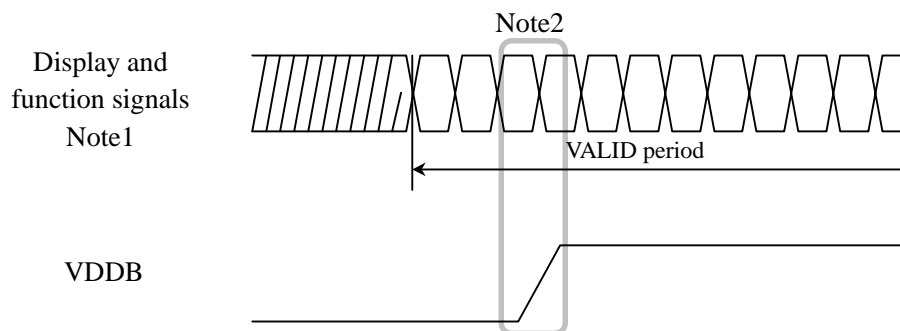 Note2
Display and
function signals
Note1
VALID period
VDDB